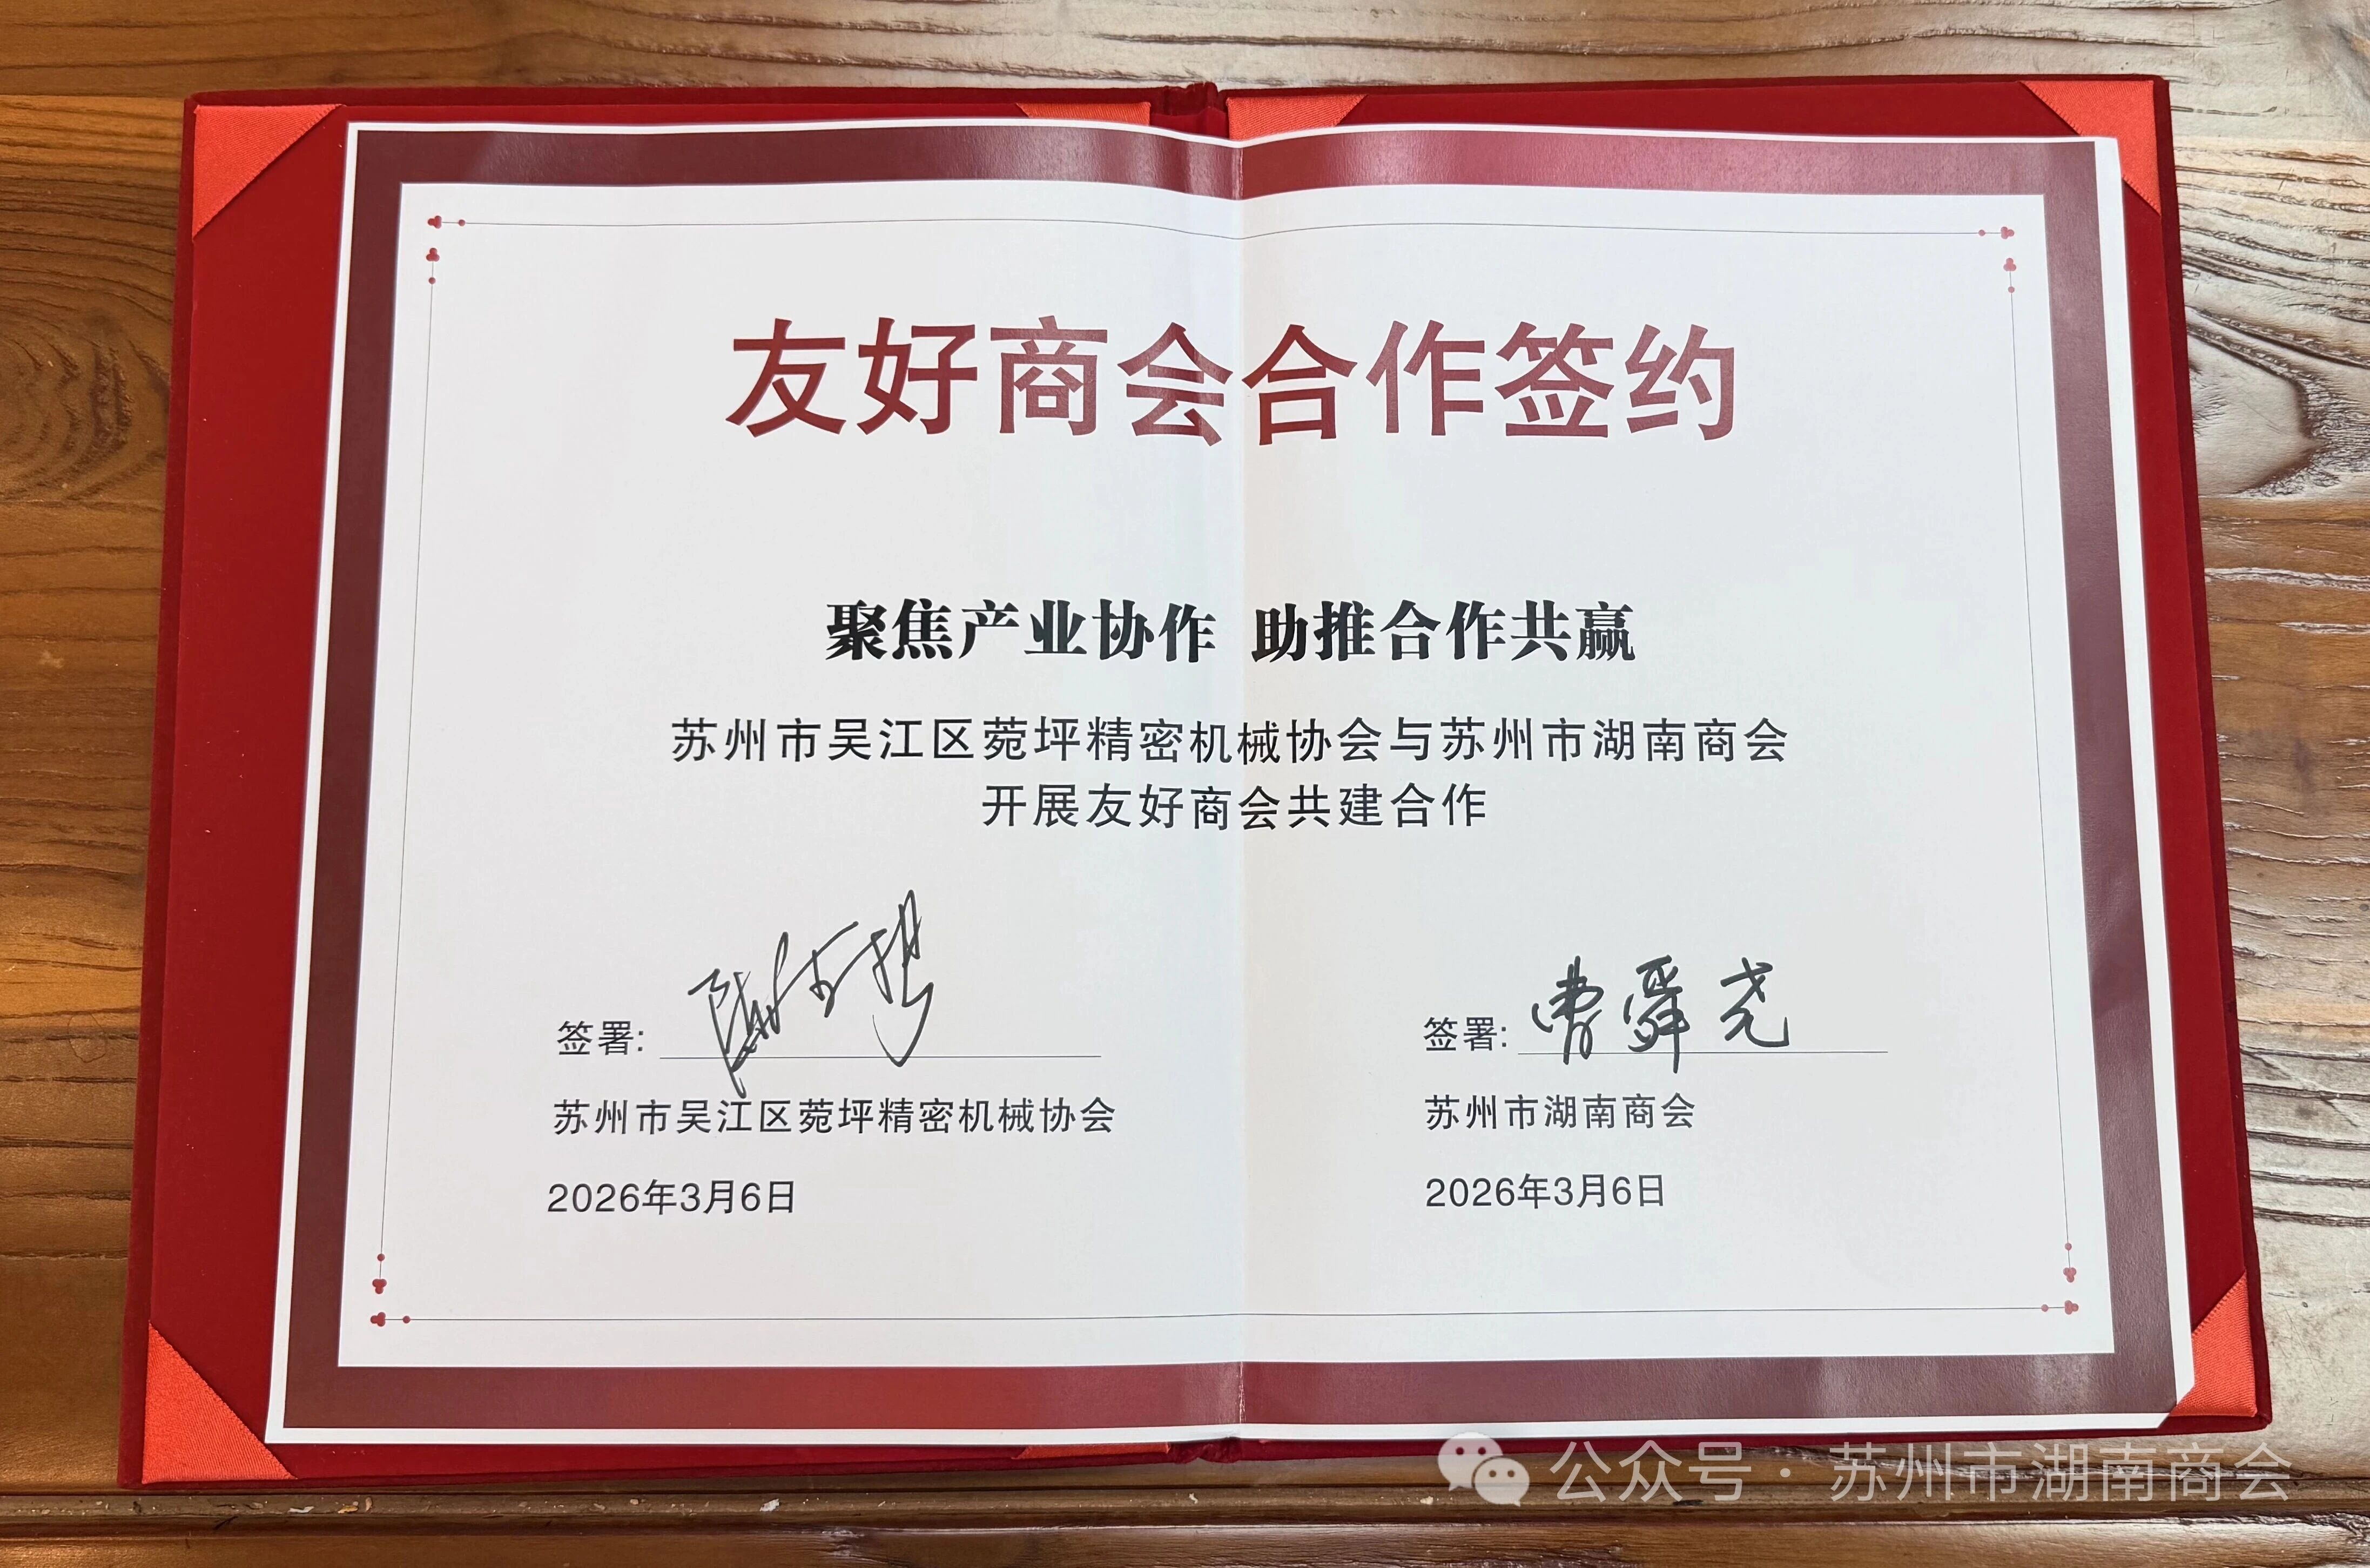 友好商会合作签约
聚焦产业协作 助推合作共赢
苏州市吴江区菀坪精密机械协会与苏州市湖南商会
开展友好商会共建合作
签署:
苏州市吴江区菀坪精密机械协会
2026年3月6日
签署: 曹舜尧
苏州市湖南商会
2026年3月6日
公众号 · 苏州市湖南商会